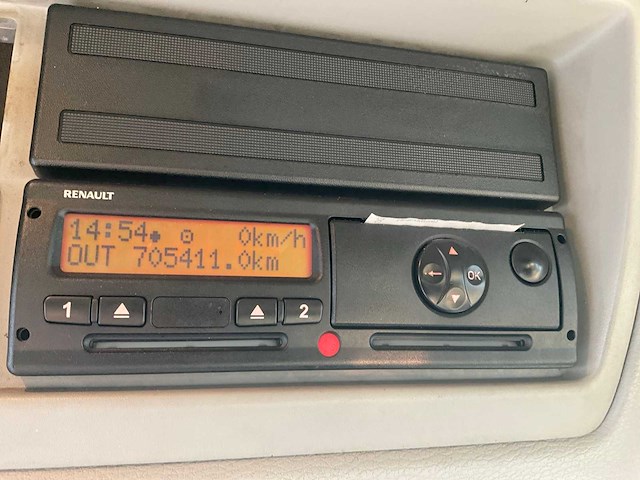 RENAULT
14:54● ⊙ 0km/h
OUT 705411.0km
OK
1 2